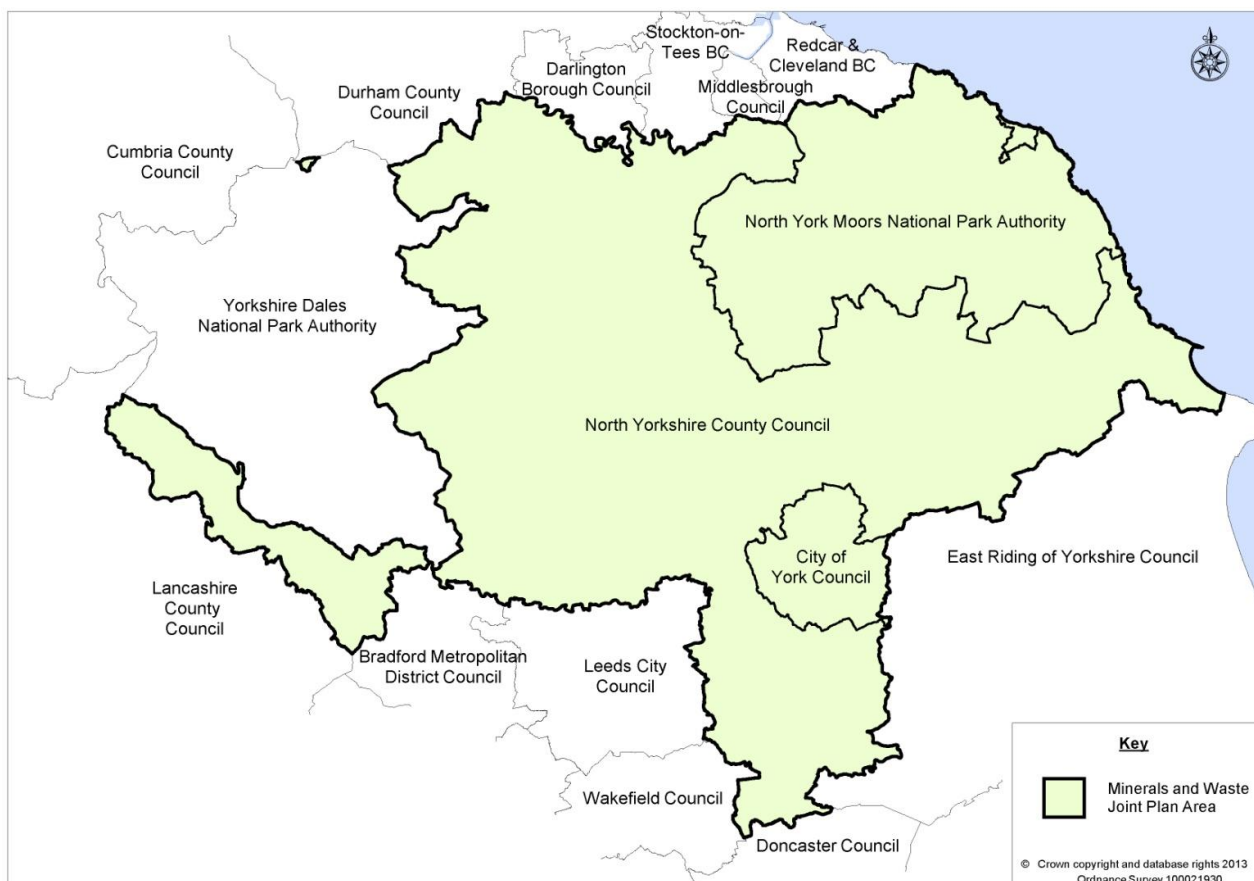 Stockton-on-
Tees BC
Redcar &
Cleveland BC
Darlington
Borough Council
Middlesbrough
Council
Durham County
Council
Cumbria County
Council
North York Moors National Park Authority
Yorkshire Dales
National Park Authority
North Yorkshire County Council
City of
York Council
East Riding of Yorkshire Council
Lancashire
County
Council
Bradford Metropolitan
District Council
Leeds City
Council
Wakefield Council
Doncaster Council
Key
Minerals and Waste
Joint Plan Area
© Crown copyright and database rights 2013
Ordnance Survey 100021930